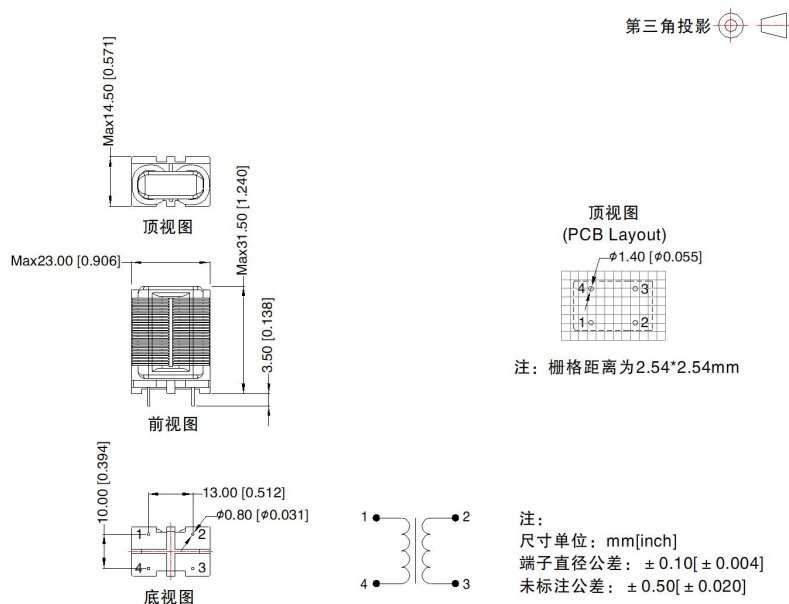 第三角投影
Max14.50 [0.571]
顶视图
Max23.00 [0.906]
Max31.50 [1.240]
3.50 [0.138]
前视图
顶视图
(PCB Layout)
φ1.40 [φ0.055]
4 3
1 2
注：栅格距离为2.54*2.54mm
10.00 [0.394]
13.00 [0.512]
φ0.80 [φ0.031]
1 2
4 3
底视图
1 2
4 3
注：
尺寸单位：mm[inch]
端子直径公差：±0.10[±0.004]
未标注公差：±0.50[±0.020]